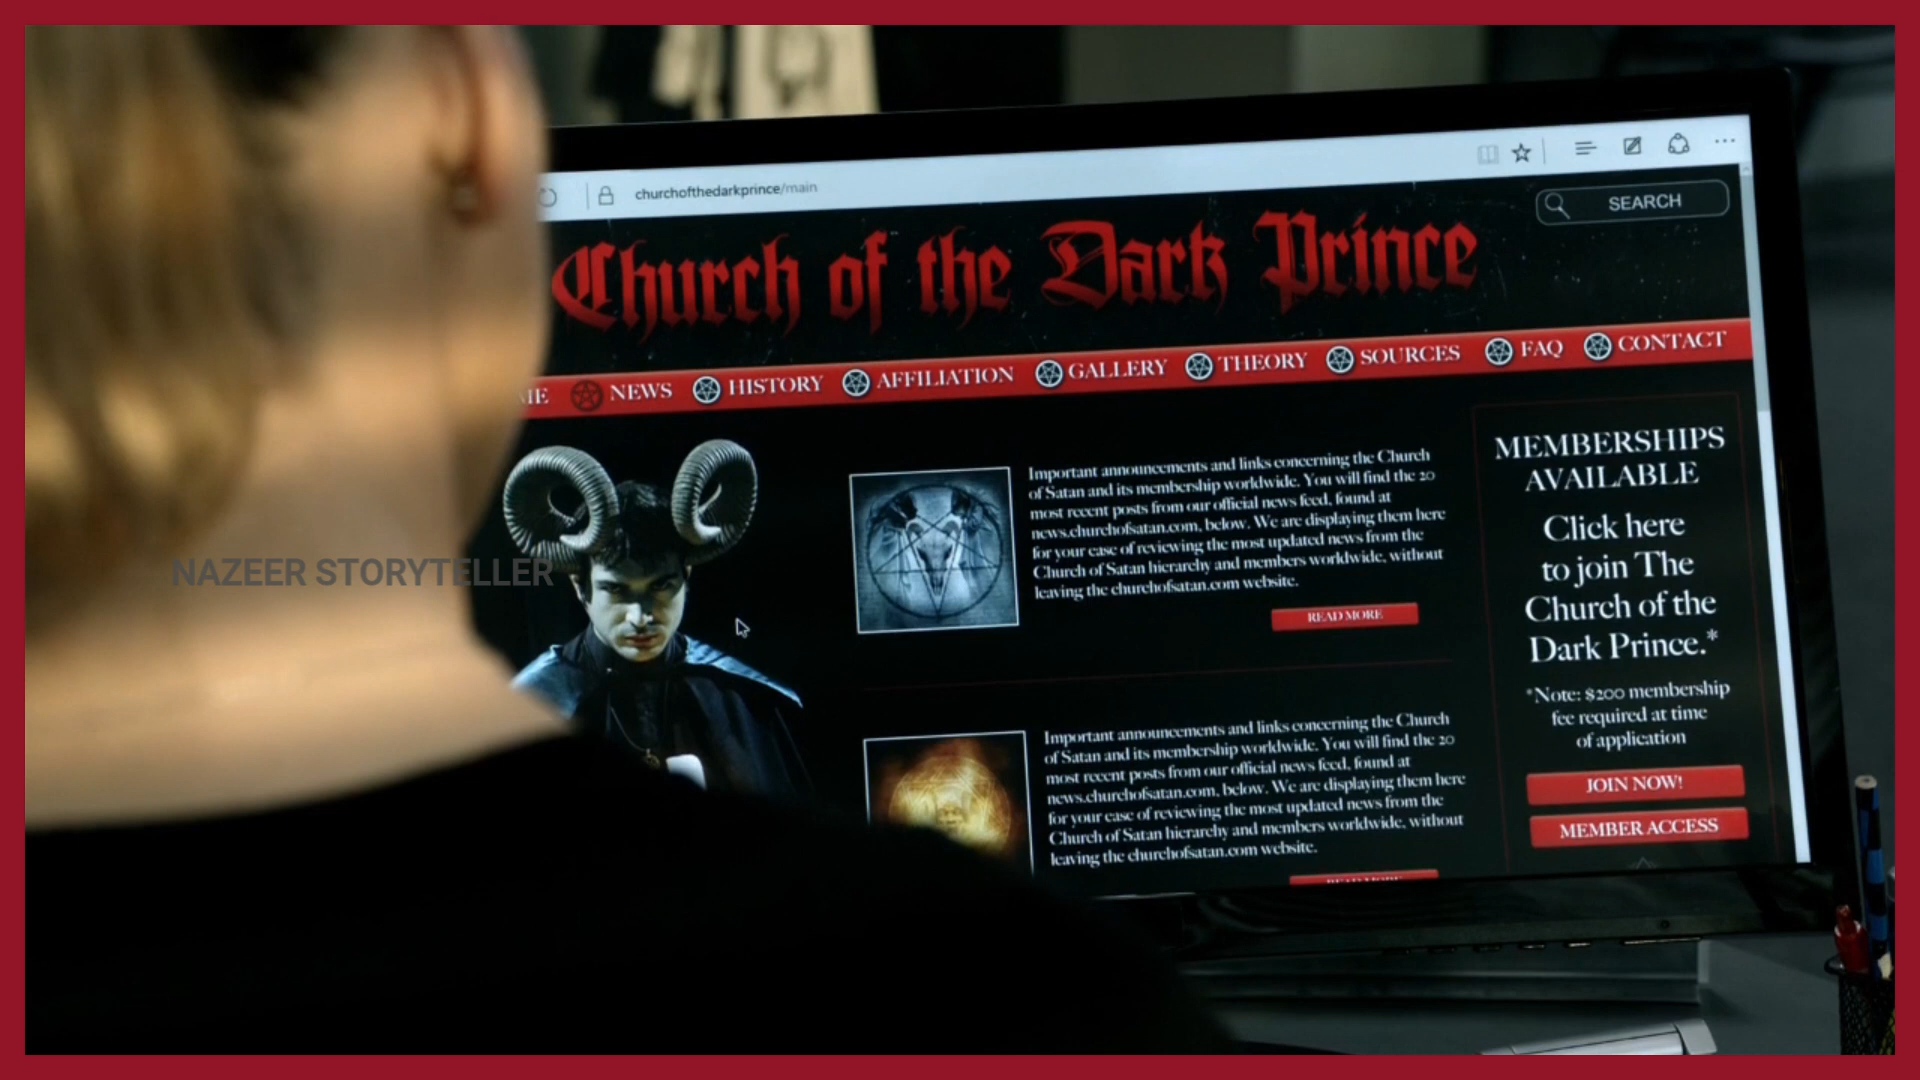 churchofthedarkprince/main
SEARCH
Church of the Dark Prince
NEWS
HISTORY
AFFILIATION
GALLERY
THEORY
SOURCES
FAQ
CONTACT
Important announcements and links concerning the Church
of Satan and its membership worldwide. You will find the 20
most recent posts from our official news feed, found at
news.churchofsatan.com, below. We are displaying them here
for your ease of reviewing the most updated news from the
Church of Satan hierarchy and members worldwide, without
leaving the churchofsatan.com website.
READ MORE
Important announcements and links concerning the Church
of Satan and its membership worldwide. You will find the 20
most recent posts from our official news feed, found at
news.churchofsatan.com, below. We are displaying them here
for your ease of reviewing the most updated news from the
Church of Satan hierarchy and members worldwide, without
leaving the churchofsatan.com website.
READ MORE
MEMBERSHIPS
AVAILABLE
Click here
to join The
Church of the
Dark Prince.*
*Note: $200 membership
fee required at time
of application
JOIN NOW!
MEMBER ACCESS
NAZEER STORYTELLER